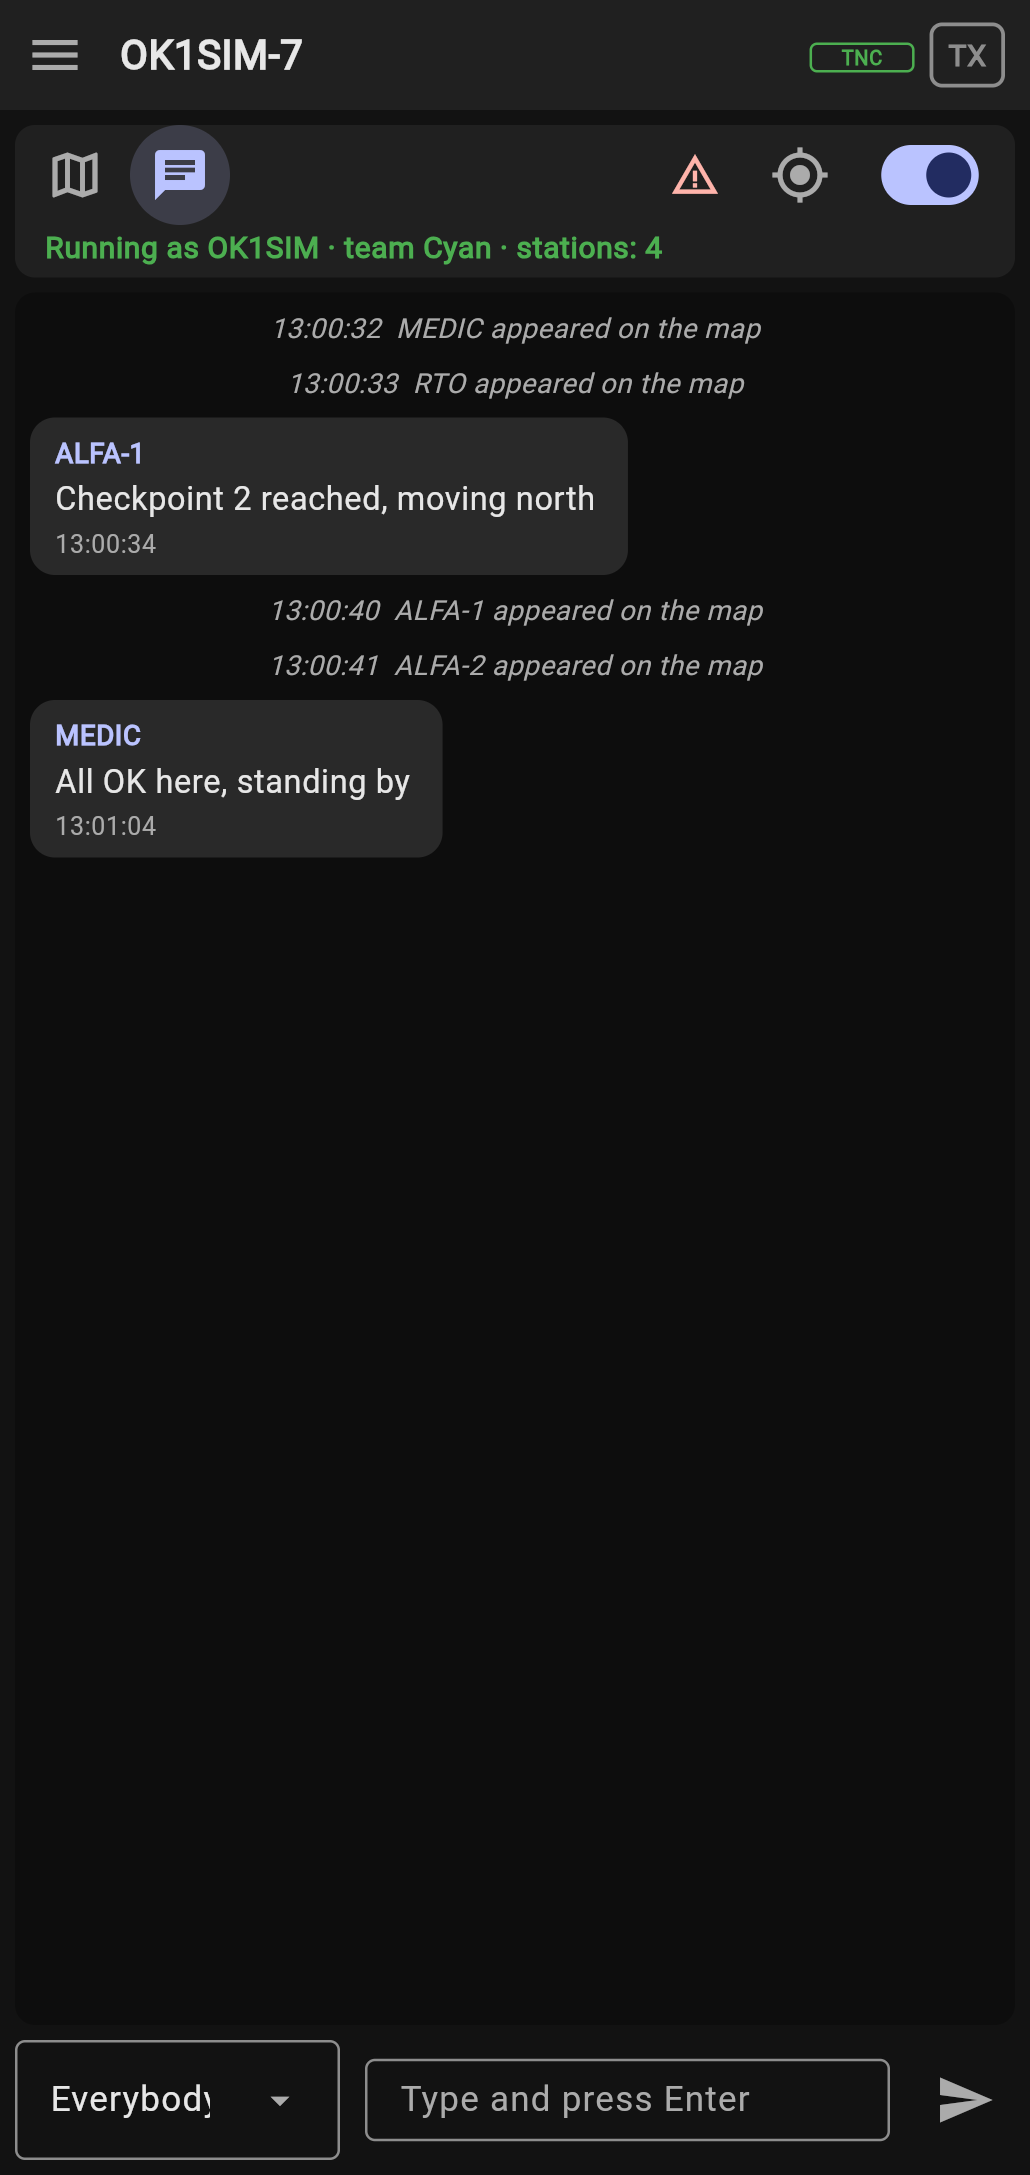 OK1SIM-7
TNC
TX
Running as OK1SIM · team Cyan · stations: 4
13:00:32 MEDIC appeared on the map
13:00:33 RTO appeared on the map
ALFA-1
Checkpoint 2 reached, moving north
13:00:34
13:00:40 ALFA-1 appeared on the map
13:00:41 ALFA-2 appeared on the map
MEDIC
All OK here, standing by
13:01:04
Everybody
Type and press Enter